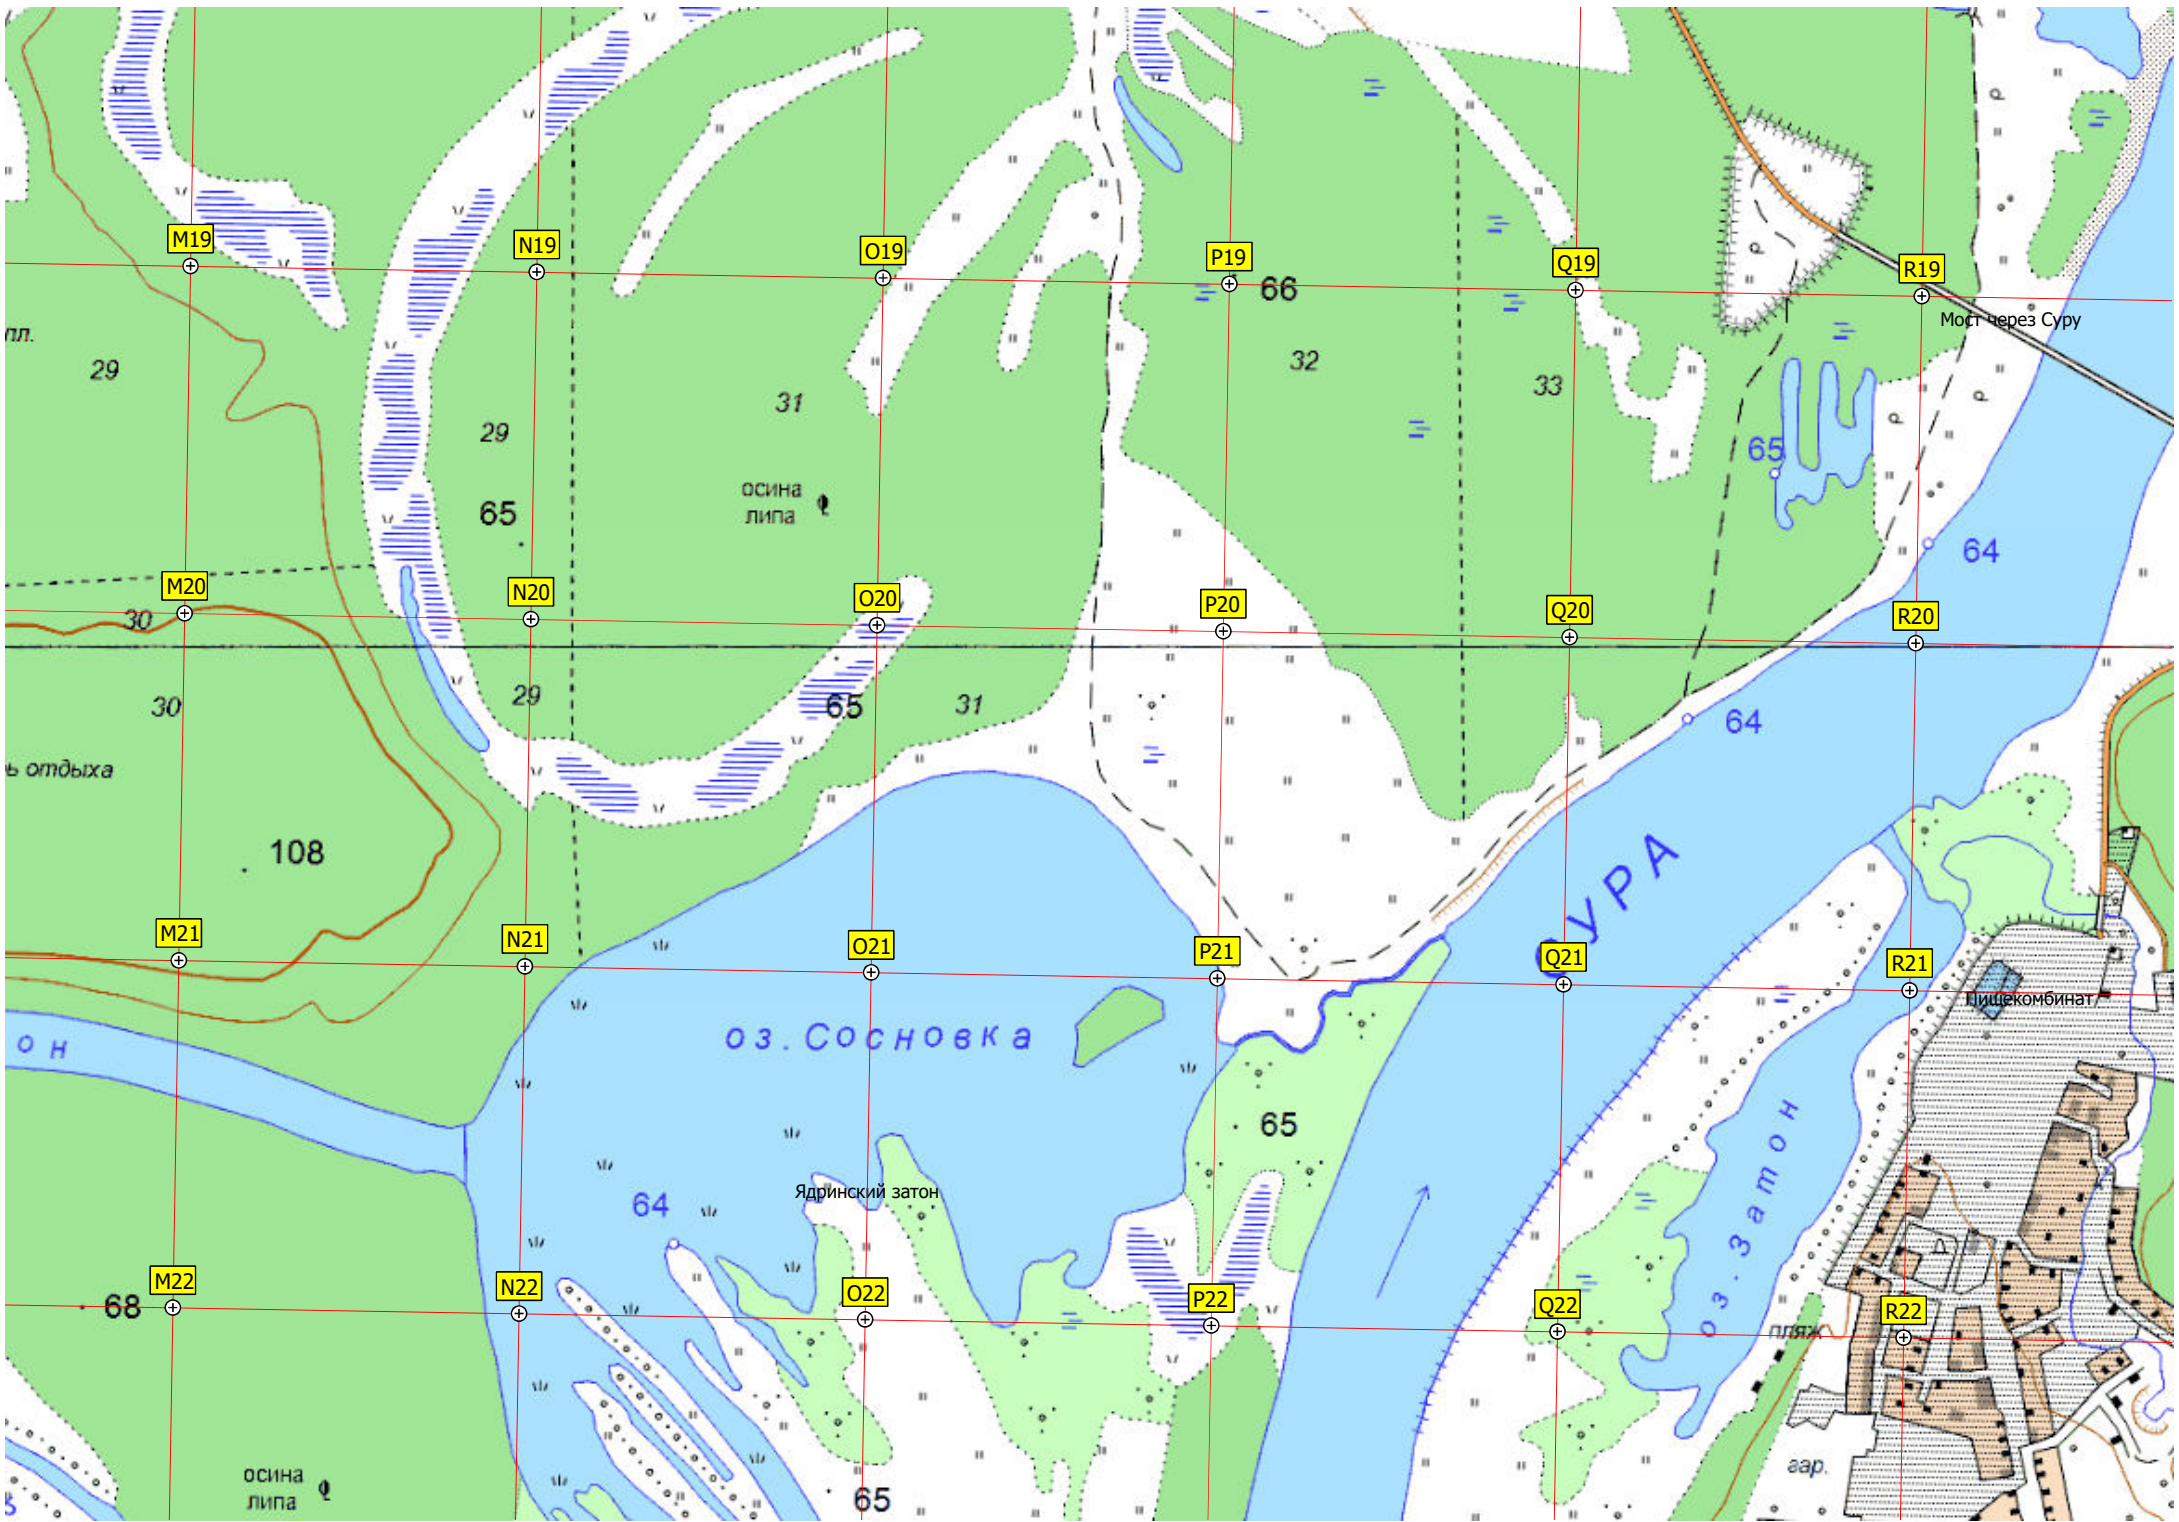 M19
N19
O19
P19
66
Q19
R19
Мост через Суру
пл.
29
31
32
33
29
65
65
осина
липа
64
M20
30
N20
O20
P20
Q20
R20
30
29
65
31
64
ь отдыха
108
СУРА
M21
N21
O21
P21
Q21
R21
Пищекомбинат
он
оз. Сосновка
65
оз. Затон
Ядринский затон
64
M22
68
N22
O22
P22
Q22
R22
пляж
осина
липа
65
гар.